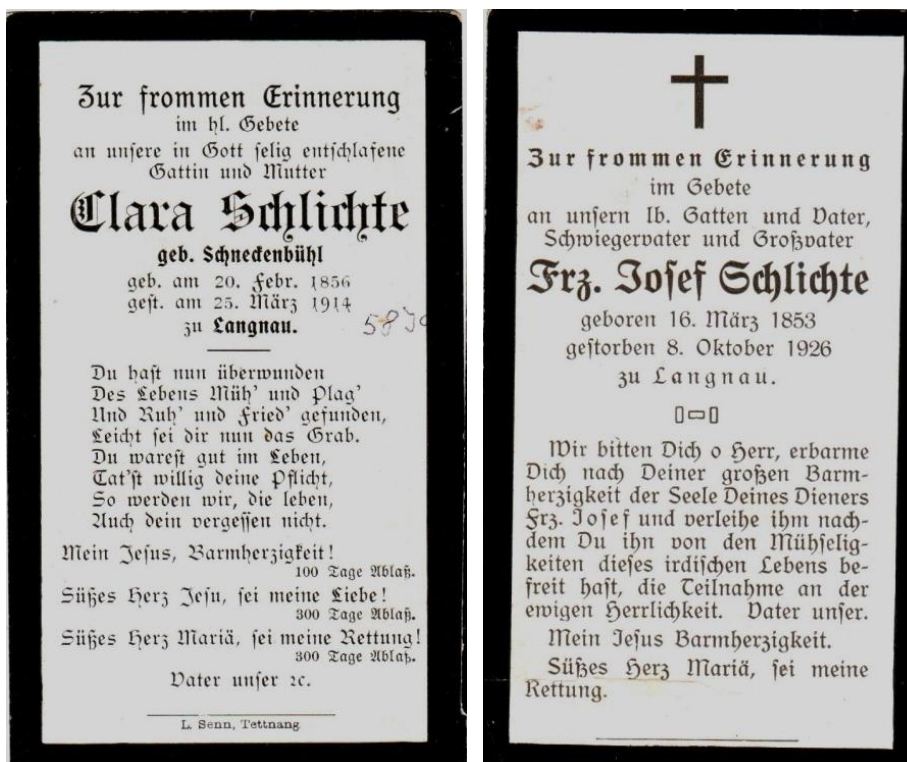 Zur frommen Erinnerung
im hl. Gebete
an unsere in Gott selig entschlafene
Gattin und Mutter
Clara Schlichte
geb. Schneckenbühl
geb. am 20. Febr. 1856
gest. am 25. März 1914
zu Langnau.
Du hast nun überwunden
Des Lebens Müh' und Plag'
Und Ruh' und Fried' gefunden,
Leicht sei dir nun das Grab.
Du warest gut im Leben,
Tat'st willig deine Pflicht,
So werden wir, die leben,
Auch dein vergessen nicht.
Mein Jesus, Barmherzigkeit!
100 Tage Ablaß.
Süßes Herz Jesu, sei meine Liebe!
300 Tage Ablaß.
Süßes Herz Mariä, sei meine Rettung!
300 Tage Ablaß.
Vater unser ꝛc.
L. Senn, Tettnang
Zur frommen Erinnerung
im Gebete
an unsern lb. Gatten und Vater,
Schwiegervater und Großvater
Frz. Josef Schlichte
geboren 16. März 1853
gestorben 8. Oktober 1926
zu Langnau.
Wir bitten Dich o Herr, erbarme
Dich nach Deiner großen Barm-
herzigkeit der Seele Deines Dieners
Frz. Josef und verleihe ihm nach-
dem Du ihn von den Mühselig-
keiten dieses irdischen Lebens be-
freit hast, die Teilnahme an der
ewigen Herrlichkeit. Vater unser.
Mein Jesus Barmherzigkeit.
Süßes Herz Mariä, sei meine
Rettung.